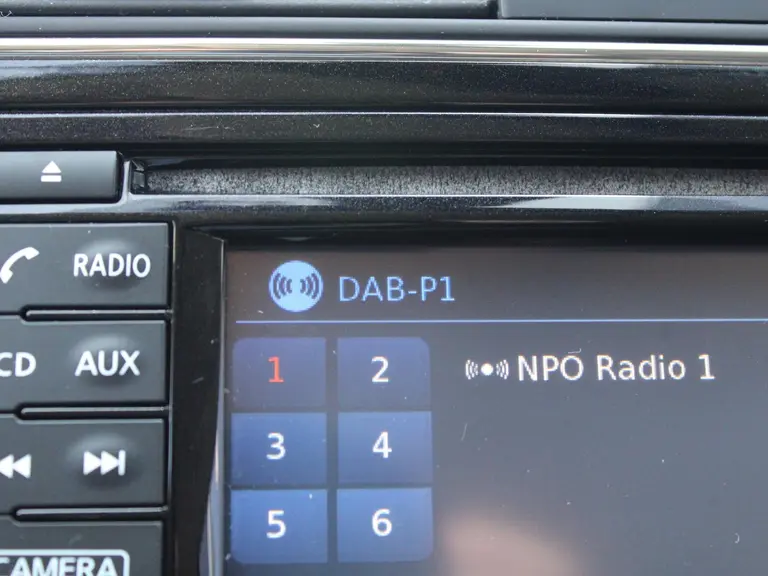 RADIO
CD AUX
CAMERA
DAB-P1
1 2
3 4
5 6
NPO Radio 1